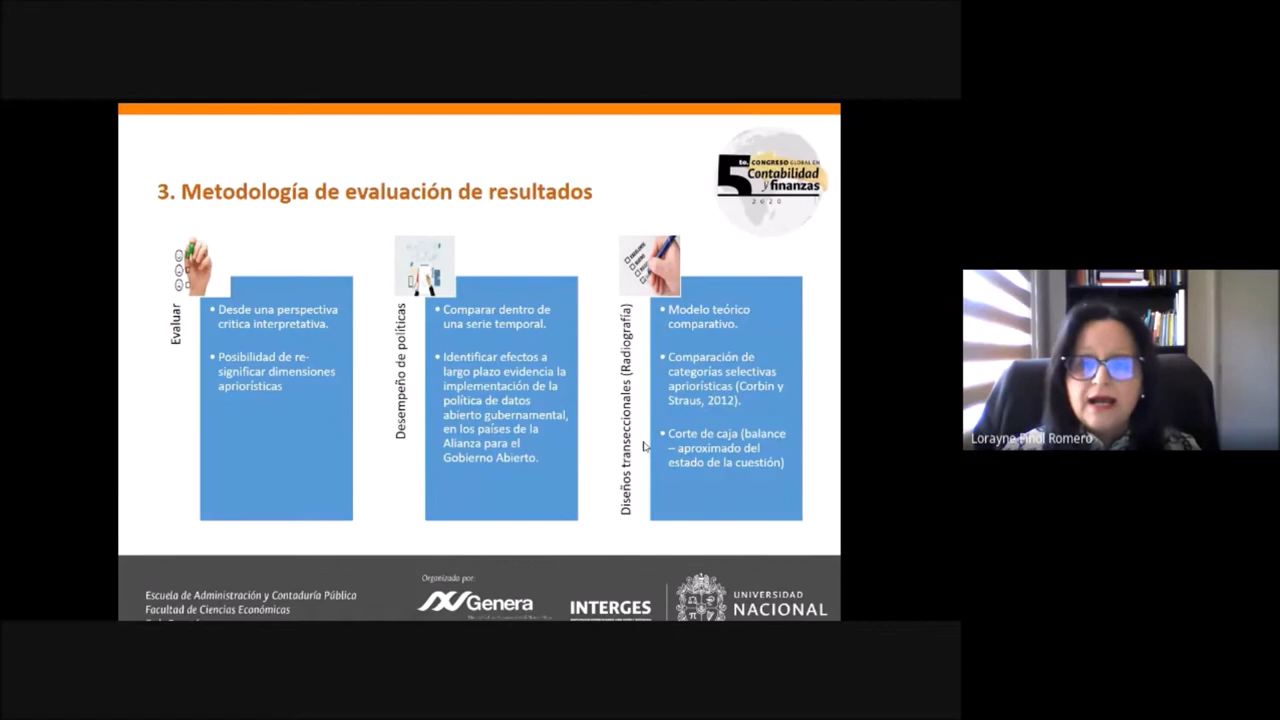 5to. CONGRESO GLOBAL EN
Contabilidad
y finanzas
2020
3. Metodología de evaluación de resultados
Evaluar
• Desde una perspectiva
critica interpretativa.
• Posibilidad de re-
significar dimensiones
apriorísticas
Desempeño de políticas
• Comparar dentro de
una serie temporal.
• Identificar efectos a
largo plazo evidencia la
implementación de la
política de datos
abierto gubernamental,
en los países de la
Alianza para el
Gobierno Abierto.
Diseños transeccionales (Radiografía)
• Modelo teórico
comparativo.
• Comparación de
categorías selectivas
apriorísticas (Corbin y
Straus, 2012).
• Corte de caja (balance
– aproximado del
estado de la cuestión)
Lorayne Finol Romero
Escuela de Administración y Contaduría Pública
Facultad de Ciencias Económicas
Organizado por:
Genera
INTERGES
UNIVERSIDAD
NACIONAL